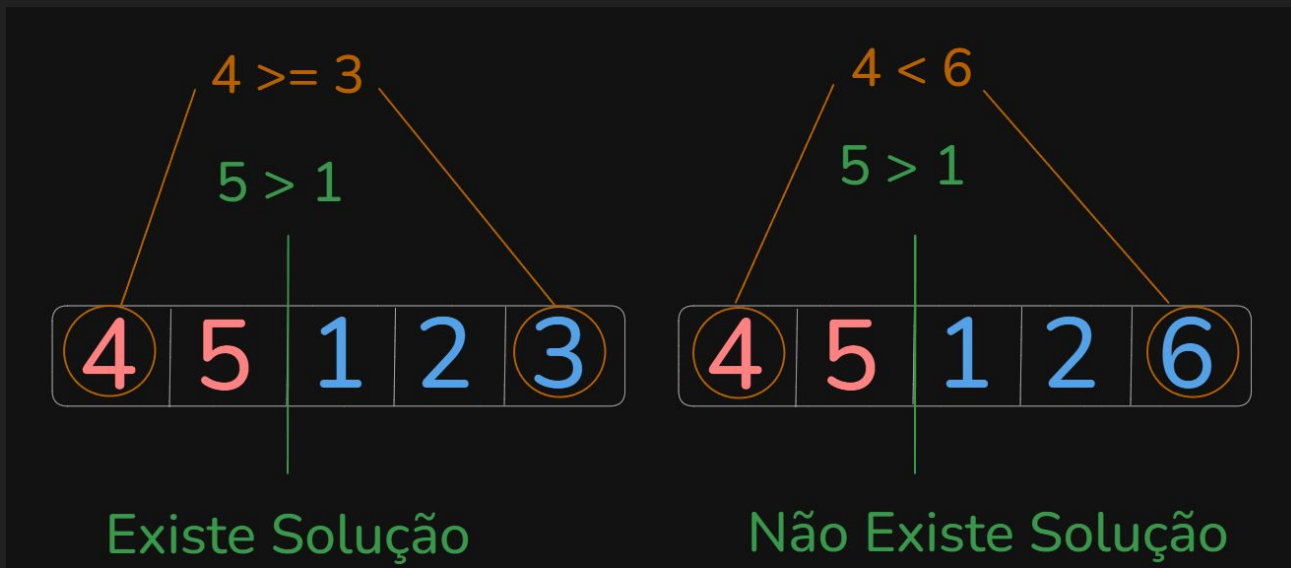 4 >= 3
4 < 6
5 > 1
5 > 1
4 5 1 2 3
4 5 1 2 6
Existe Solução
Não Existe Solução